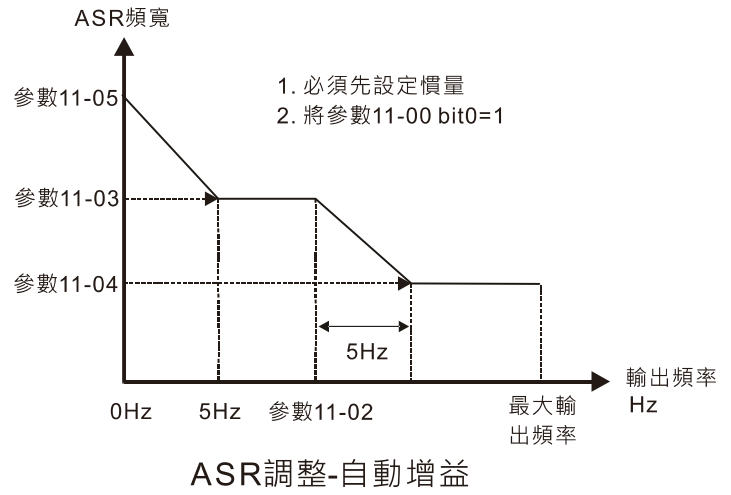 ASR頻寬
參數11-05
1. 必須先設定慣量
2. 將參數11-00 bit0=1
參數11-03
參數11-04
5Hz
輸出頻率
Hz
0Hz
5Hz
參數11-02
最大輸
出頻率
ASR調整-自動增益